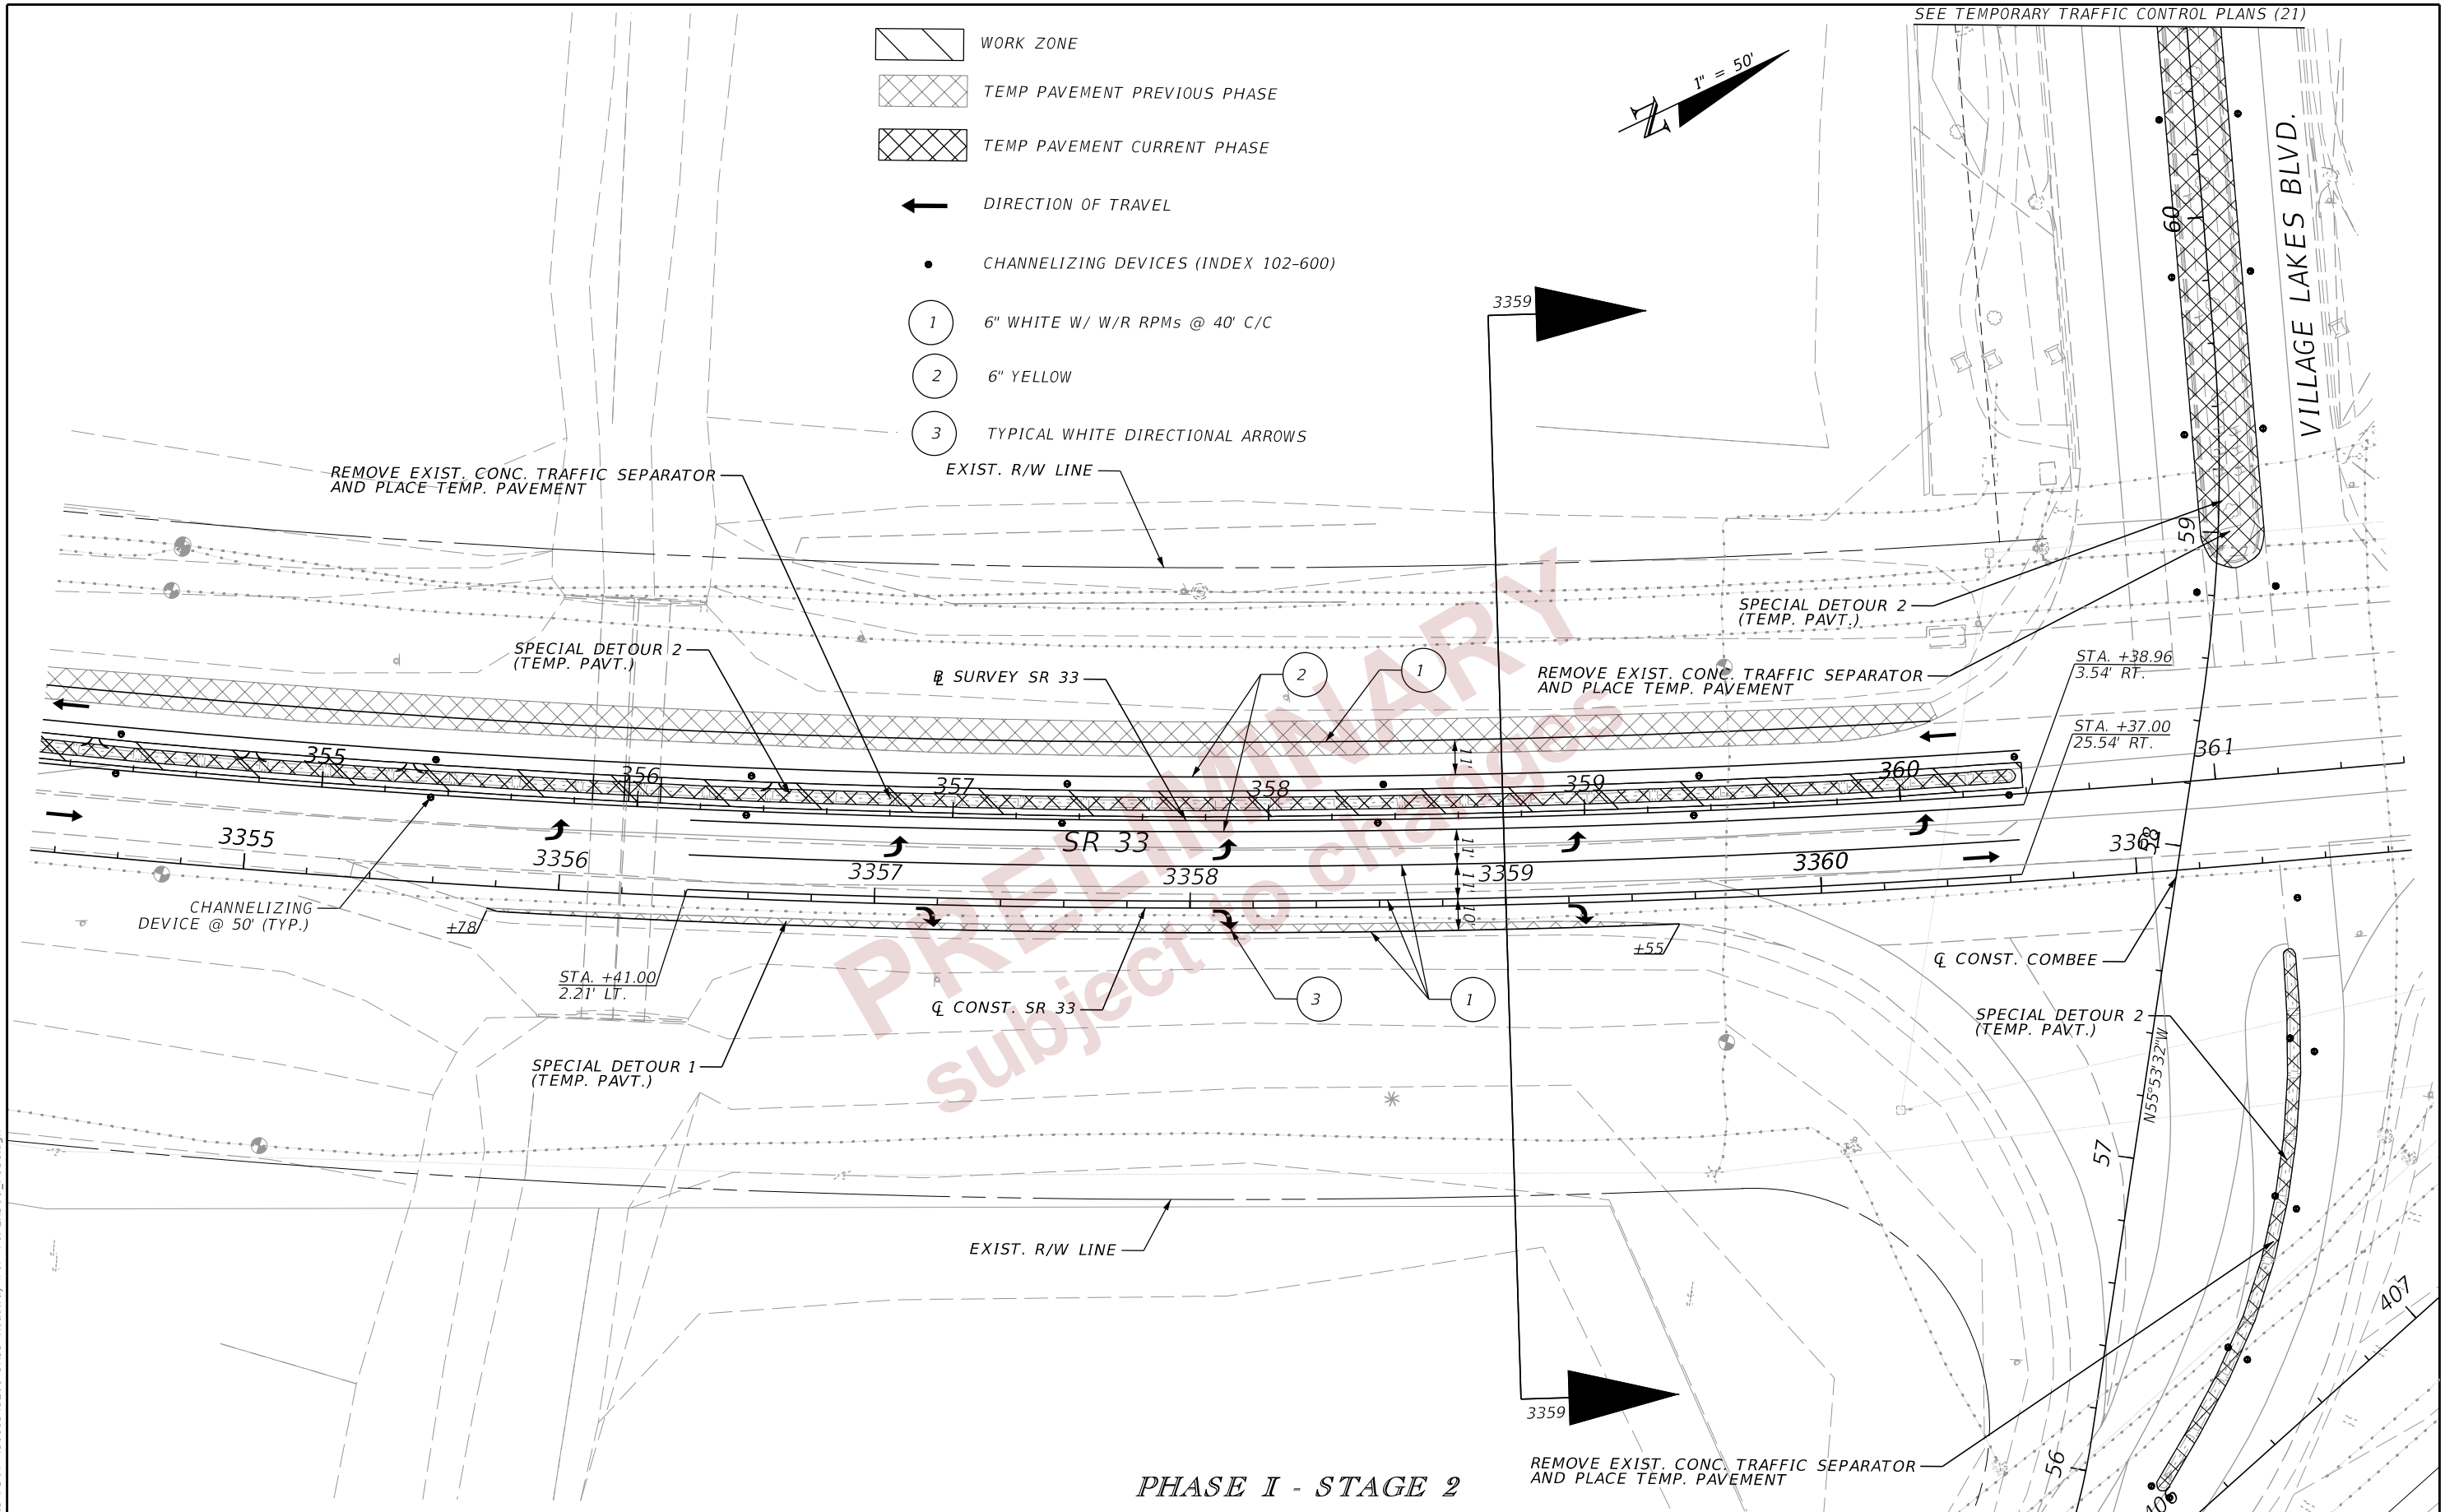 SEE TEMPORARY TRAFFIC CONTROL PLANS (21)
WORK ZONE
TEMP PAVEMENT PREVIOUS PHASE
TEMP PAVEMENT CURRENT PHASE
DIRECTION OF TRAVEL
CHANNELIZING DEVICES (INDEX 102-600)
1 6" WHITE W/ W/R RPMs @ 40' C/C
2 6" YELLOW
3 TYPICAL WHITE DIRECTIONAL ARROWS
N
1" = 50'
VILLAGE LAKES BLVD.
60
59
3359
REMOVE EXIST. CONC. TRAFFIC SEPARATOR
AND PLACE TEMP. PAVEMENT
EXIST. R/W LINE
SPECIAL DETOUR 2
(TEMP. PAVT.)
SPECIAL DETOUR 2
(TEMP. PAVT.)
B SURVEY SR 33
2
1
REMOVE EXIST. CONC. TRAFFIC SEPARATOR
AND PLACE TEMP. PAVEMENT
STA. +38.96
3.54' RT.
STA. +37.00
25.54' RT.
355
356
357
358
359
360
361
11'
SR 33
11'
11'
10'
3355
3356
3357
3358
3359
3360
3361
58
CHANNELIZING
DEVICE @ 50' (TYP.)
+78
+55
STA. +41.00
2.21' LT.
℄ CONST. SR 33
3
1
℄ CONST. COMBEE
SPECIAL DETOUR 1
(TEMP. PAVT.)
SPECIAL DETOUR 2
(TEMP. PAVT.)
N55°53'32"W
57
56
407
EXIST. R/W LINE
3359
REMOVE EXIST. CONC. TRAFFIC SEPARATOR
AND PLACE TEMP. PAVEMENT
PHASE I - STAGE 2
PRELIMINARY
subject to changes